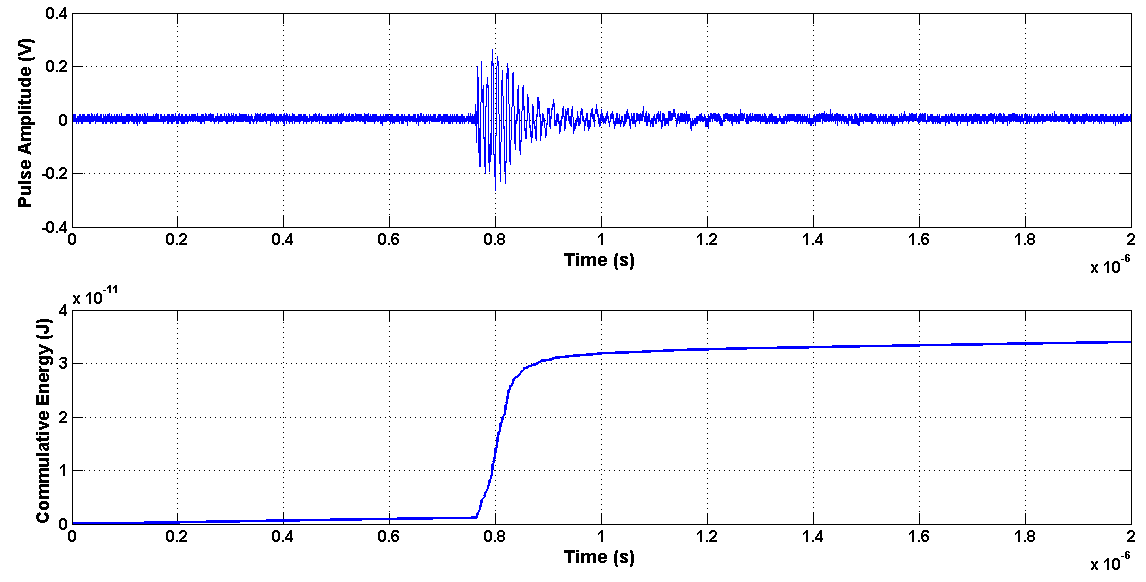 0.4
0.2
0
-0.2
-0.4
Pulse Amplitude (V)
0 0.2 0.4 0.6 0.8 1 1.2 1.4 1.6 1.8 2
Time (s)
x 10-6
x 10-11
4
3
2
1
0
Commulative Energy (J)
0 0.2 0.4 0.6 0.8 1 1.2 1.4 1.6 1.8 2
Time (s)
x 10-6